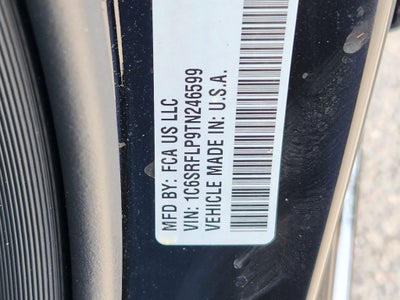 MFD BY: FCA US LLC
VIN: 1C6SRFLP9TN246599
VEHICLE MADE IN: U.S.A.